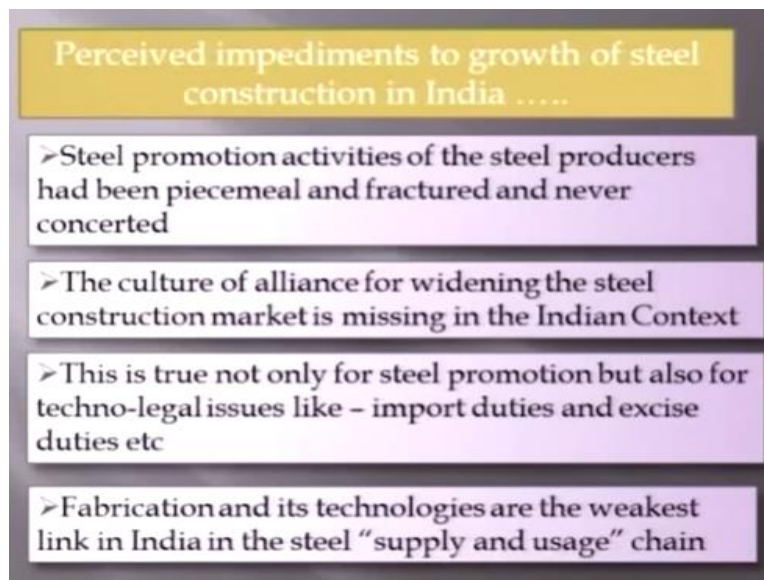 Perceived impediments to growth of steel
construction in India .....
➢Steel promotion activities of the steel producers
had been piecemeal and fractured and never
concerted
➢The culture of alliance for widening the steel
construction market is missing in the Indian Context
➢This is true not only for steel promotion but also for
techno-legal issues like – import duties and excise
duties etc
➢Fabrication and its technologies are the weakest
link in India in the steel “supply and usage” chain